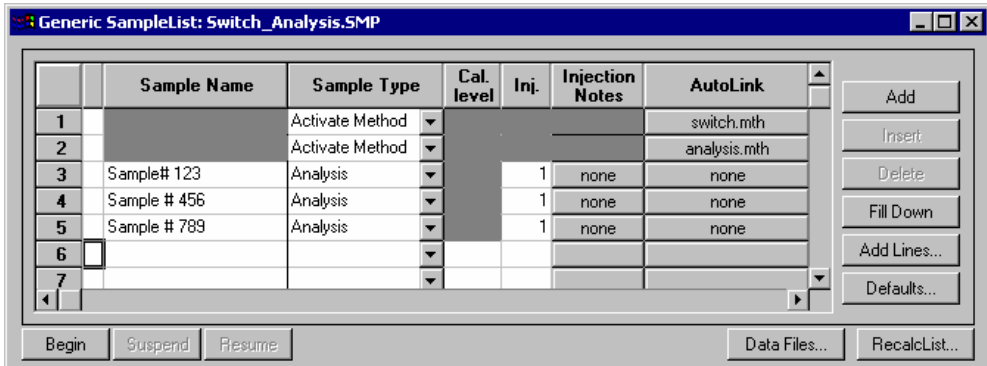 Generic SampleList: Switch_Analysis.SMP
Sample Name Sample Type Cal. level Inj. Injection Notes AutoLink
1 Activate Method switch.mth
2 Activate Method analysis.mth
3 Sample# 123 Analysis 1 none none
4 Sample # 456 Analysis 1 none none
5 Sample # 789 Analysis 1 none none
6
7
Add
Insert
Delete
Fill Down
Add Lines...
Defaults...
Begin Suspend Resume Data Files... RecalcList...